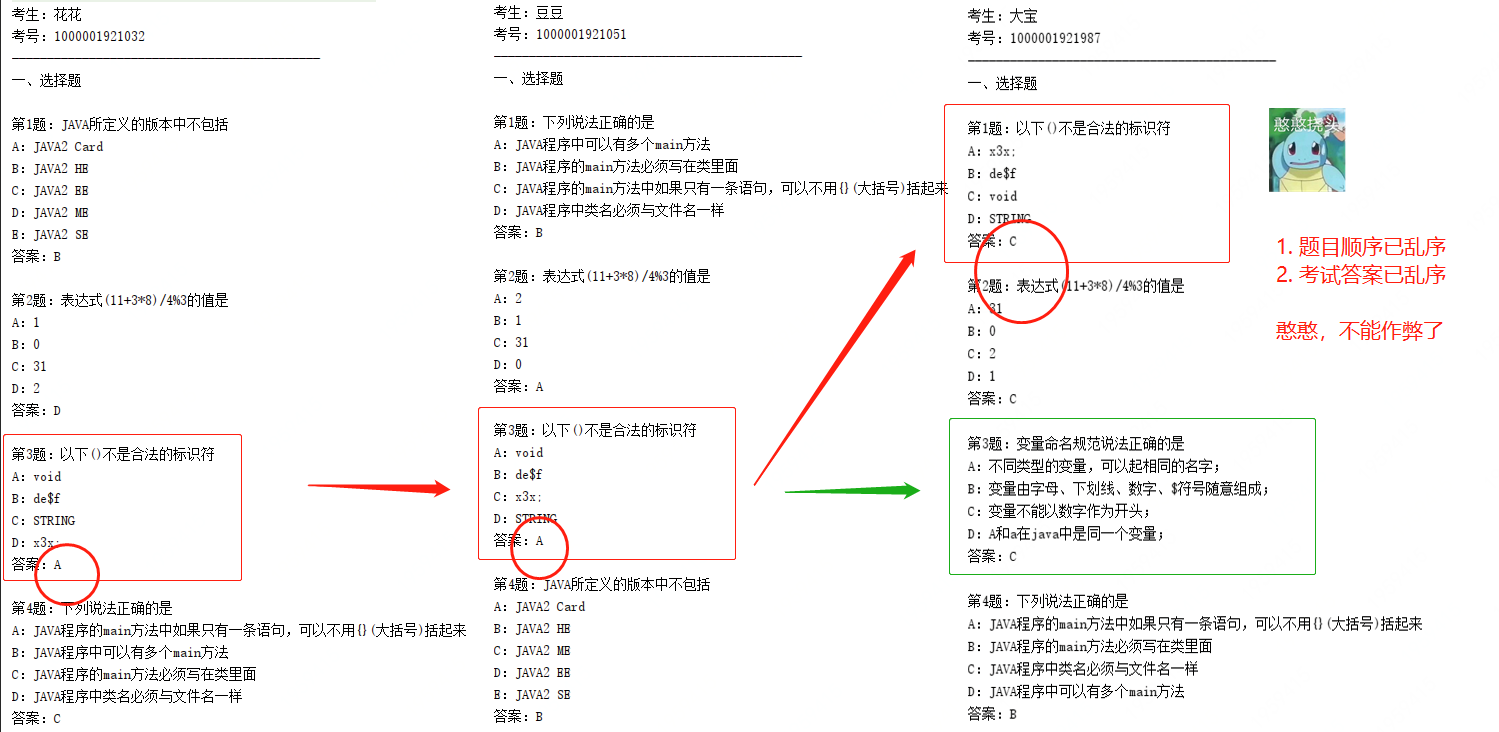 考生：花花
考号：1000001921032
一、选择题
第1题：JAVA所定义的版本中不包括
A：JAVA2 Card
B：JAVA2 HE
C：JAVA2 EE
D：JAVA2 ME
E：JAVA2 SE
答案：B
第2题：表达式(11+3*8)/4%3的值是
A：1
B：0
C：31
D：2
答案：D
第3题：以下()不是合法的标识符
A：void
B：de$f
C：STRING
D：x3x;
答案：A
第4题：下列说法正确的是
A：JAVA程序的main方法中如果只有一条语句，可以不用{}(大括号)括起来
B：JAVA程序中可以有多个main方法
C：JAVA程序的main方法必须写在类里面
D：JAVA程序中类名必须与文件名一样
答案：C
考生：豆豆
考号：1000001921051
一、选择题
第1题：下列说法正确的是
A：JAVA程序中可以有多个main方法
B：JAVA程序的main方法必须写在类里面
C：JAVA程序的main方法中如果只有一条语句，可以不用{}(大括号)括起来
D：JAVA程序中类名必须与文件名一样
答案：B
第2题：表达式(11+3*8)/4%3的值是
A：2
B：1
C：31
D：0
答案：A
第3题：以下()不是合法的标识符
A：void
B：de$f
C：x3x;
D：STRING
答案：A
第4题：JAVA所定义的版本中不包括
A：JAVA2 Card
B：JAVA2 HE
C：JAVA2 ME
D：JAVA2 EE
E：JAVA2 SE
答案：B
考生：大宝
考号：1000001921987
一、选择题
第1题：以下()不是合法的标识符
A：x3x;
B：de$f
C：void
D：STRING
答案：C
第2题：表达式(11+3*8)/4%3的值是
A：31
B：0
C：2
D：1
答案：C
第3题：变量命名规范说法正确的是
A：不同类型的变量，可以起相同的名字；
B：变量由字母、下划线、数字、$符号随意组成；
C：变量不能以数字作为开头；
D：A和a在java中是同一个变量；
答案：C
第4题：下列说法正确的是
A：JAVA程序的main方法中如果只有一条语句，可以不用{}(大括号)括起来
B：JAVA程序的main方法必须写在类里面
C：JAVA程序中类名必须与文件名一样
D：JAVA程序中可以有多个main方法
答案：B
憨憨挠头
1. 题目顺序已乱序
2. 考试答案已乱序
憨憨，不能作弊了